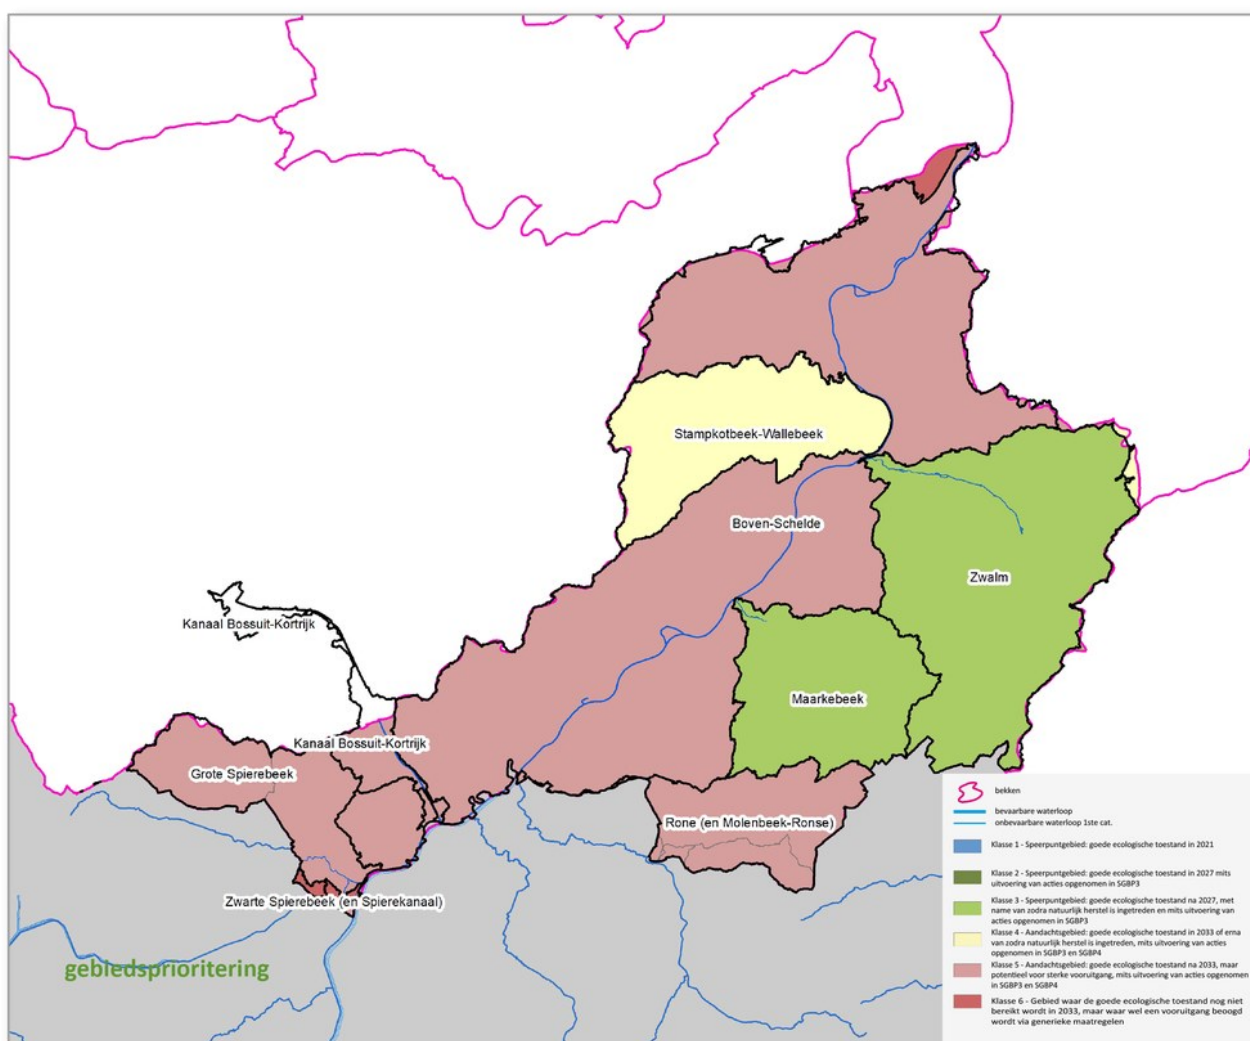 Stampkotbeek-Wallebeek
Boven-Schelde
Zwalm
Kanaal Bossuit-Kortrijk
Maarkebeek
Kanaal Bossuit-Kortrijk
Grote Spierebeek
Rone (en Molenbeek-Ronse)
Zwarte Spierebeek (en Spierekanaal)
gebiedsprioritering
bekken
bevaarbare waterloop
onbevaarbare waterloop 1ste cat.
Klasse 1 - Speerpuntgebied: goede ecologische toestand in 2021
Klasse 2 - Speerpuntgebied: goede ecologische toestand in 2027 mits
uitvoering van acties opgenomen in SGBP3
Klasse 3 - Speerpuntgebied: goede ecologische toestand na 2027, met
name van zodra natuurlijk herstel is ingetreden en mits uitvoering van
acties opgenomen in SGBP3
Klasse 4 - Aandachtsgebied: goede ecologische toestand in 2033 of erna
van zodra natuurlijk herstel is ingetreden, mits uitvoering van acties
opgenomen in SGBP3 en SGBP4
Klasse 5 - Aandachtsgebied: goede ecologische toestand na 2033, maar
potentieel voor sterke vooruitgang, mits uitvoering van acties opgenomen
in SGBP3 en SGBP4
Klasse 6 - Gebied waar de goede ecologische toestand nog niet
bereikt wordt in 2033, maar waar wel een vooruitgang beoogd
wordt via generieke maatregelen